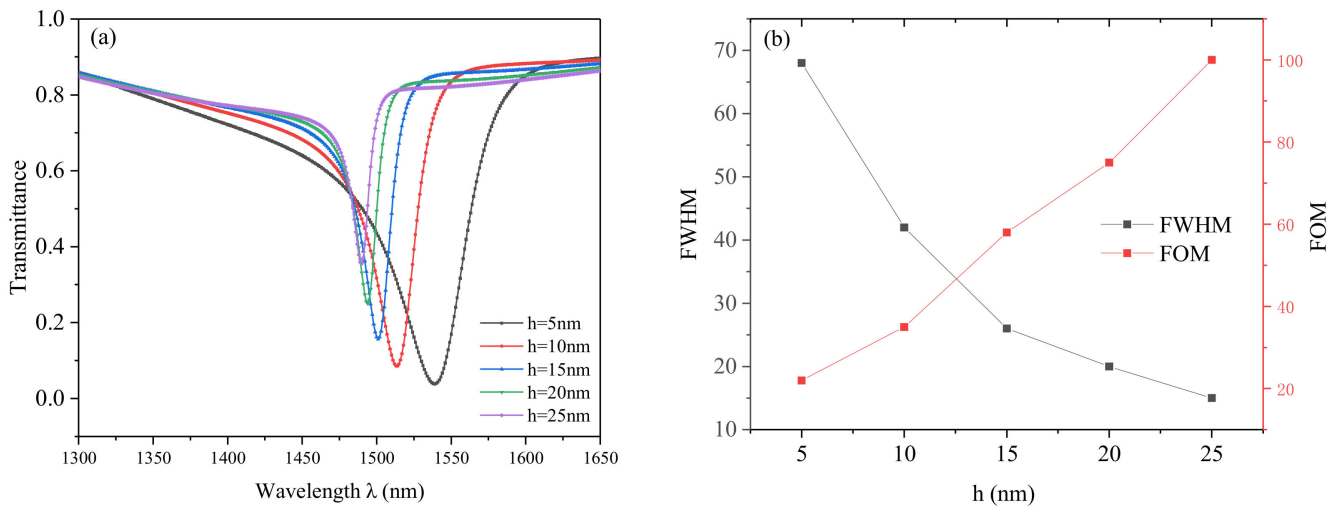 (a)
Transmittance
1.0
0.8
0.6
0.4
0.2
0.0
h=5nm
h=10nm
h=15nm
h=20nm
h=25nm
1300 1350 1400 1450 1500 1550 1600 1650
Wavelength λ (nm)
(b)
FWHM
70
60
50
40
30
20
10
FWHM
FOM
5 10 15 20 25
h (nm)
100
80
60
40
20
FOM